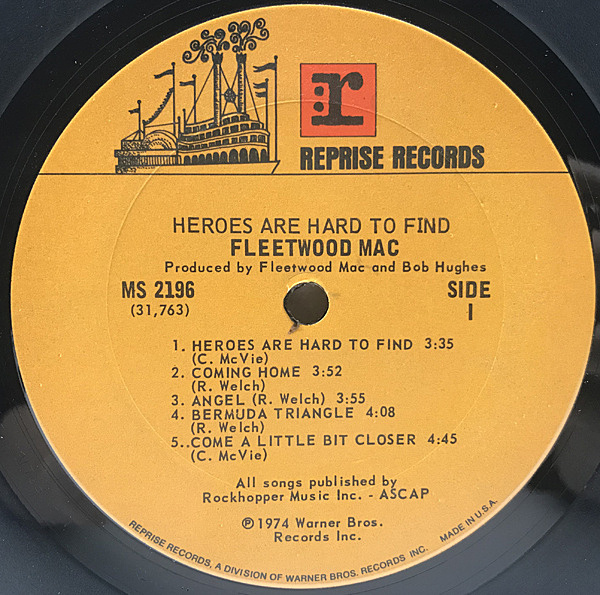 r
REPRISE RECORDS
HEROES ARE HARD TO FIND
FLEETWOOD MAC
Produced by Fleetwood Mac and Bob Hughes
MS 2196
(31,763)
SIDE
1
1. HEROES ARE HARD TO FIND 3:35
(C. McVie)
2. COMING HOME 3:52
(R. Welch)
3. ANGEL (R. Welch) 3:55
4. BERMUDA TRIANGLE 4:08
(R. Welch)
5. COME A LITTLE BIT CLOSER 4:45
(C. McVie)
All songs published by
Rockhopper Music Inc. - ASCAP
℗ 1974 Warner Bros.
Records Inc.
REPRISE RECORDS, A DIVISION OF WARNER BROS. RECORDS INC. MADE IN U.S.A.